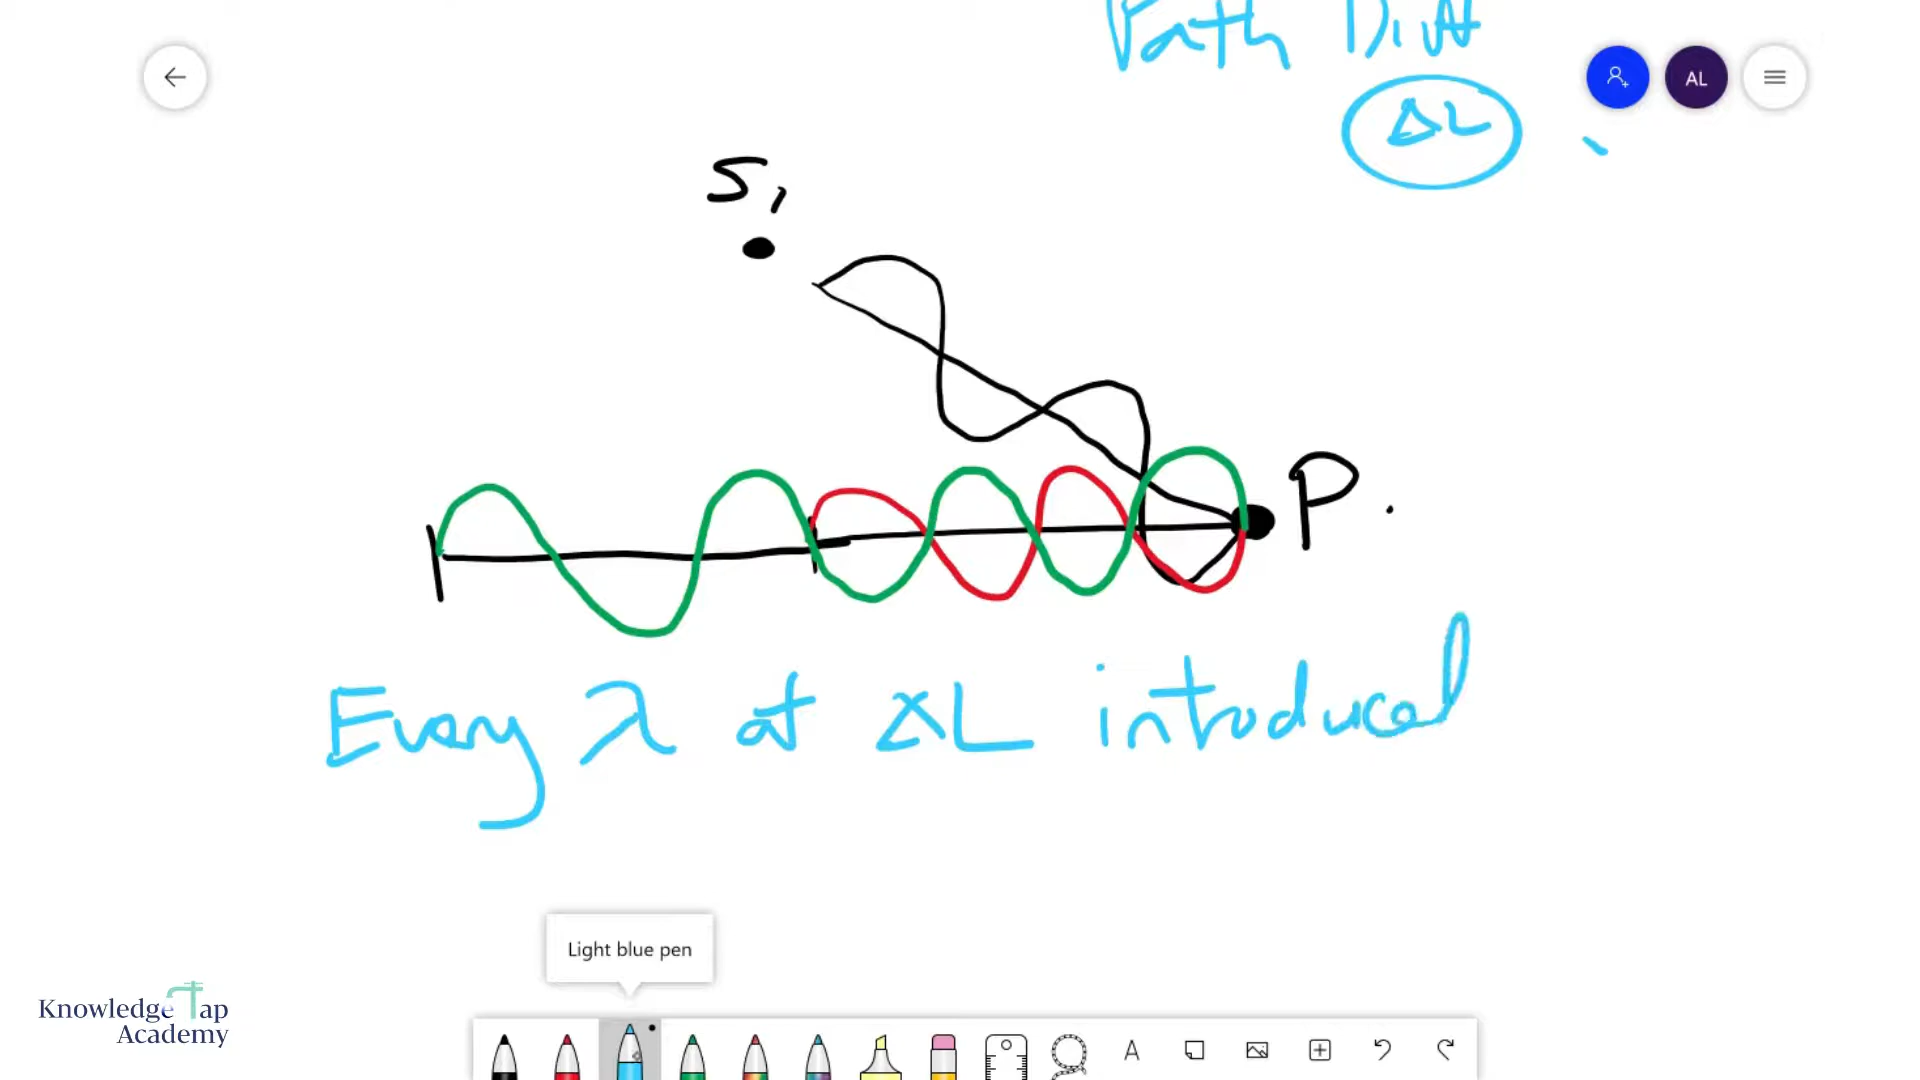 Path Diff
ΔL
AL
S1
P.
Every λ at ΔL introduced
Light blue pen
Knowledge Tap
Academy
A